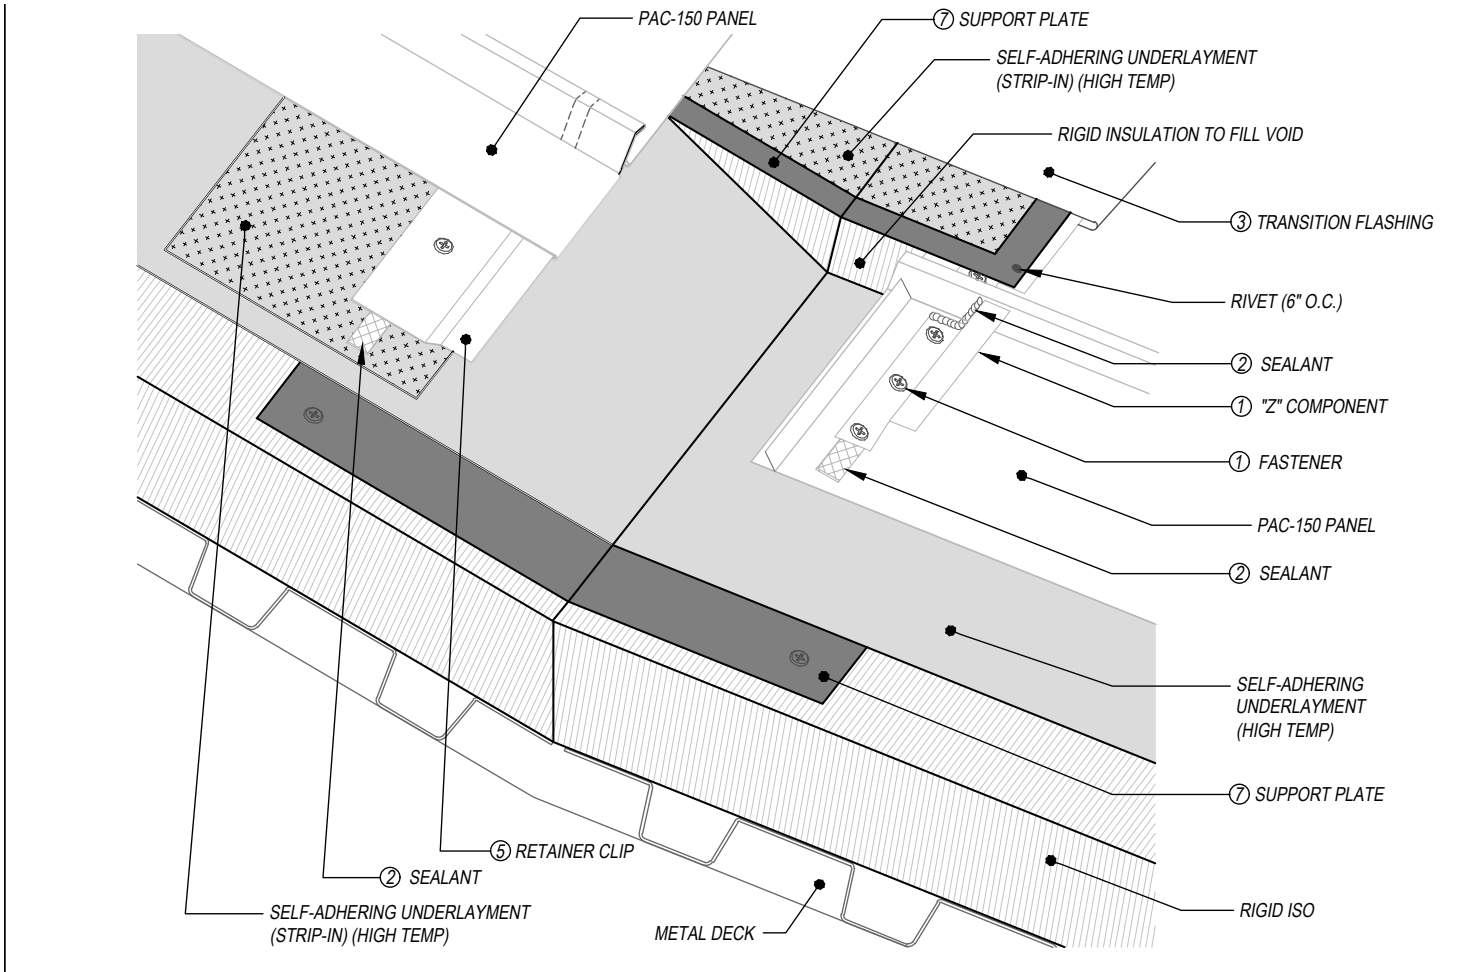 PAC-150 PANEL
⑦ SUPPORT PLATE
SELF-ADHERING UNDERLAYMENT
(STRIP-IN) (HIGH TEMP)
RIGID INSULATION TO FILL VOID
③ TRANSITION FLASHING
RIVET (6" O.C.)
② SEALANT
① "Z" COMPONENT
① FASTENER
PAC-150 PANEL
② SEALANT
SELF-ADHERING
UNDERLAYMENT
(HIGH TEMP)
⑦ SUPPORT PLATE
⑤ RETAINER CLIP
② SEALANT
SELF-ADHERING UNDERLAYMENT
(STRIP-IN) (HIGH TEMP)
METAL DECK
RIGID ISO